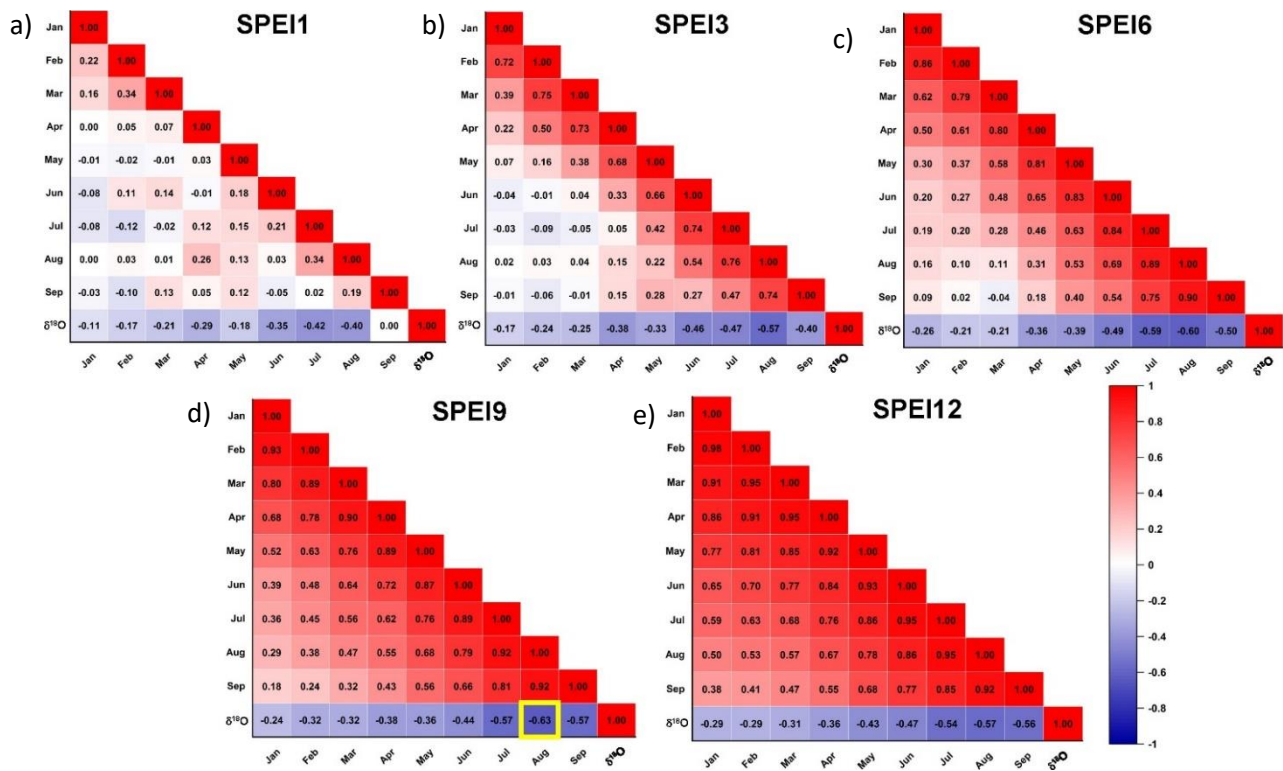 a) SPEI1
Jan 1.00
Feb 0.22 1.00
Mar 0.16 0.34 1.00
Apr 0.00 0.05 0.07 1.00
May -0.01 -0.02 -0.01 0.03 1.00
Jun -0.08 0.11 0.14 -0.01 0.18 1.00
Jul -0.08 -0.12 -0.02 0.12 0.15 0.21 1.00
Aug 0.00 0.03 0.01 0.26 0.13 0.03 0.34 1.00
Sep -0.03 -0.10 0.13 0.05 0.12 -0.05 0.02 0.19 1.00
δ¹⁸O -0.11 -0.17 -0.21 -0.29 -0.18 -0.35 -0.42 -0.40 0.00 1.00
Jan Feb Mar Apr May Jun Jul Aug Sep δ¹⁸O
b) SPEI3
Jan 1.00
Feb 0.72 1.00
Mar 0.39 0.75 1.00
Apr 0.22 0.50 0.73 1.00
May 0.07 0.16 0.38 0.68 1.00
Jun -0.04 -0.01 0.04 0.33 0.66 1.00
Jul -0.03 -0.09 -0.05 0.05 0.42 0.74 1.00
Aug 0.02 0.03 0.04 0.15 0.22 0.54 0.76 1.00
Sep -0.01 -0.06 -0.01 0.15 0.28 0.27 0.47 0.74 1.00
δ¹⁸O -0.17 -0.24 -0.25 -0.38 -0.33 -0.46 -0.47 -0.57 -0.40 1.00
Jan Feb Mar Apr May Jun Jul Aug Sep δ¹⁸O
c) SPEI6
Jan 1.00
Feb 0.86 1.00
Mar 0.62 0.79 1.00
Apr 0.50 0.61 0.80 1.00
May 0.30 0.37 0.58 0.81 1.00
Jun 0.20 0.27 0.48 0.65 0.83 1.00
Jul 0.19 0.20 0.28 0.46 0.63 0.84 1.00
Aug 0.16 0.10 0.11 0.31 0.53 0.69 0.89 1.00
Sep 0.09 0.02 -0.04 0.18 0.40 0.54 0.75 0.90 1.00
δ¹⁸O -0.26 -0.21 -0.21 -0.36 -0.39 -0.49 -0.59 -0.60 -0.50 1.00
Jan Feb Mar Apr May Jun Jul Aug Sep δ¹⁸O
d) SPEI9
Jan 1.00
Feb 0.93 1.00
Mar 0.80 0.89 1.00
Apr 0.68 0.78 0.90 1.00
May 0.52 0.63 0.76 0.89 1.00
Jun 0.39 0.48 0.64 0.72 0.87 1.00
Jul 0.36 0.45 0.56 0.62 0.76 0.89 1.00
Aug 0.29 0.38 0.47 0.55 0.68 0.79 0.92 1.00
Sep 0.18 0.24 0.32 0.43 0.56 0.66 0.81 0.92 1.00
δ¹⁸O -0.24 -0.32 -0.32 -0.38 -0.36 -0.44 -0.57 -0.63 -0.57 1.00
Jan Feb Mar Apr May Jun Jul Aug Sep δ¹⁸O
e) SPEI12
Jan 1.00
Feb 0.98 1.00
Mar 0.91 0.95 1.00
Apr 0.86 0.91 0.95 1.00
May 0.77 0.81 0.85 0.92 1.00
Jun 0.65 0.70 0.77 0.84 0.93 1.00
Jul 0.59 0.63 0.68 0.76 0.86 0.95 1.00
Aug 0.50 0.53 0.57 0.67 0.78 0.86 0.95 1.00
Sep 0.38 0.41 0.47 0.55 0.68 0.77 0.85 0.92 1.00
δ¹⁸O -0.29 -0.29 -0.31 -0.36 -0.43 -0.47 -0.54 -0.57 -0.56 1.00
Jan Feb Mar Apr May Jun Jul Aug Sep δ¹⁸O
1
0.8
0.6
0.4
0.2
0
-0.2
-0.4
-0.6
-0.8
-1